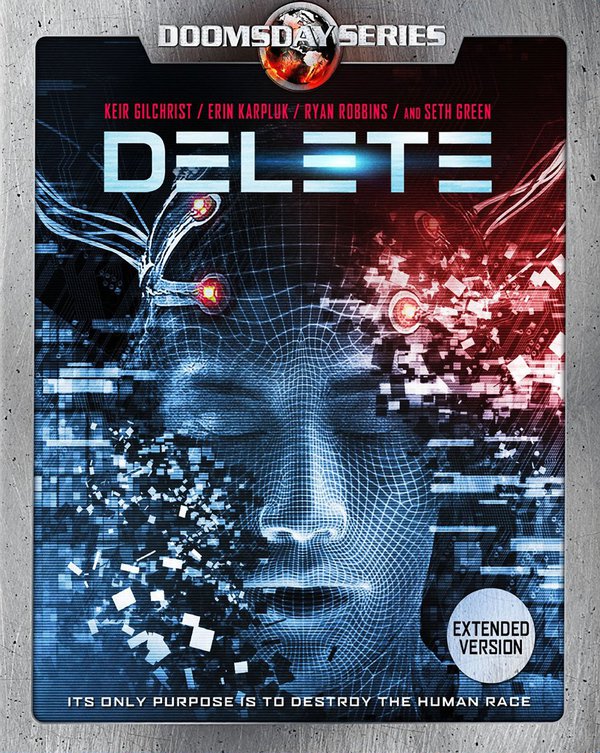 DOOMSDAY SERIES
KEIR GILCHRIST / ERIN KARPLUK / RYAN ROBBINS / AND SETH GREEN
DELETE
EXTENDED
VERSION
ITS ONLY PURPOSE IS TO DESTROY THE HUMAN RACE